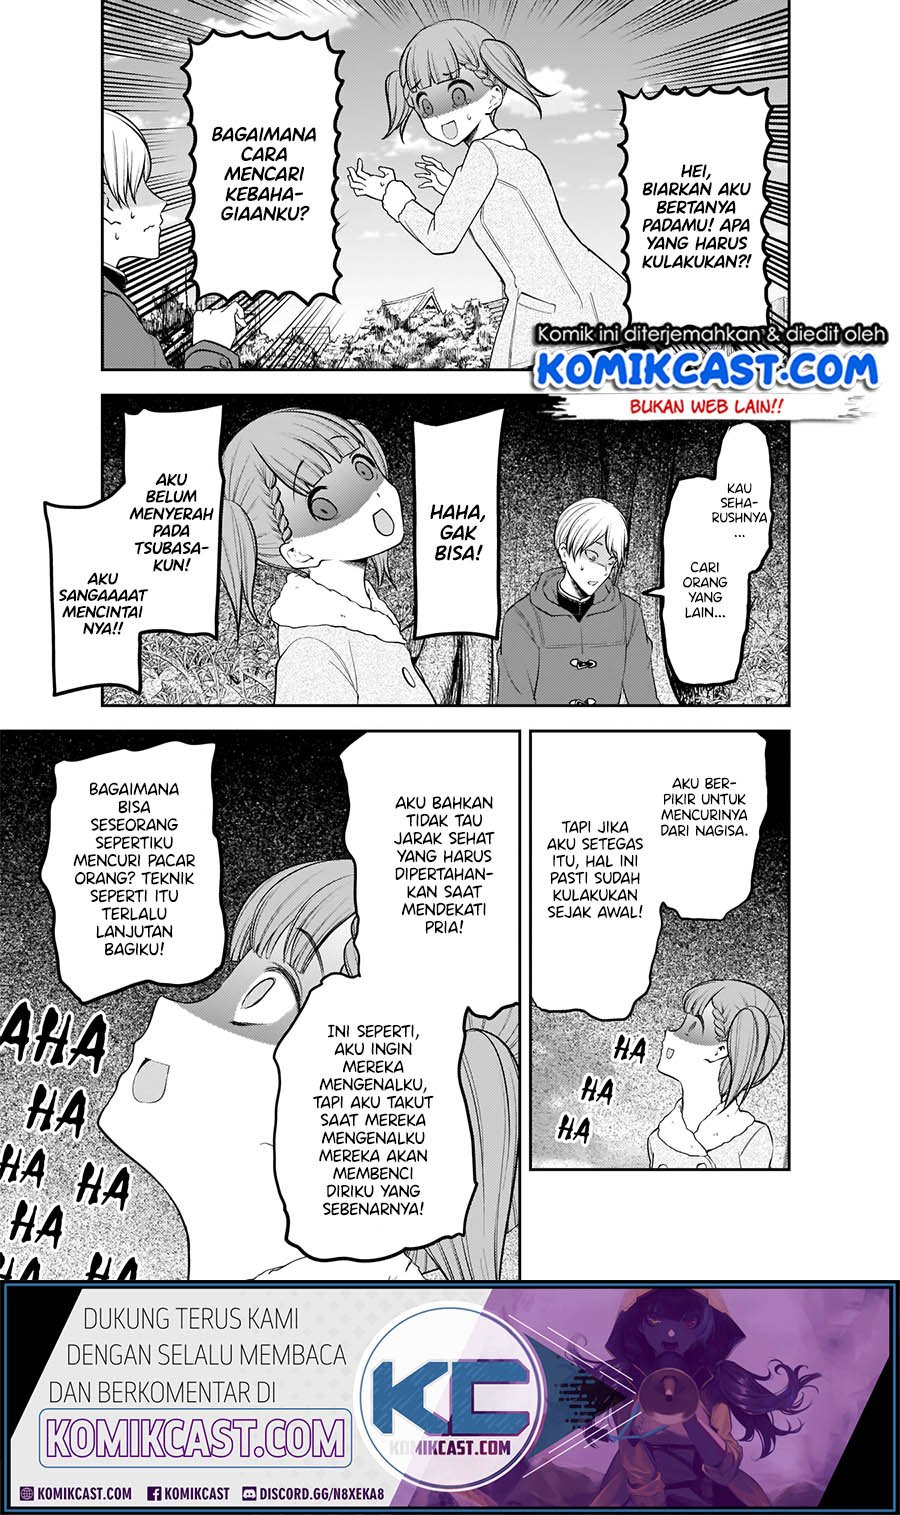 HEI,
BIARKAN AKU
BERTANYA
PADAMU! APA
YANG HARUS
KULAKUKAN?!
BAGAIMANA
CARA
MENCARI
KEBAHA-
GIAANKU?
Komik ini diterjemahkan & diedit oleh
KOMIKCAST.COM
BUKAN WEB LAIN!!
KAU
SEHA-
RUSHNYA
...
CARI
ORANG
YANG
LAIN...
HAHA,
GAK
BISA!
AKU
BELUM
MENYERAH
PADA
TSUBASA-
KUN!
AKU
SANGAAAAT
MENCINTAI
NYA!!
AKU BER-
PIKIR UNTUK
MENCURINYA
DARI NAGISA.
TAPI JIKA
AKU SETEGAS
ITU, HAL INI
PASTI SUDAH
KULAKUKAN
SEJAK AWAL!
HA
HA
HA
AKU BAHKAN
TIDAK TAU
JARAK SEHAT
YANG HARUS
DIPERTAHAN-
KAN SAAT
MENDEKATI
PRIA!
INI SEPERTI,
AKU INGIN
MEREKA
MENGENALKU,
TAPI AKU TAKUT
SAAT MEREKA
MENGENALKU
MEREKA AKAN
MEMBENCI
DIRIKU YANG
SEBENARNYA!
BAGAIMANA
BISA
SESEORANG
SEPERTIKU
MENCURI PACAR
ORANG? TEKNIK
SEPERTI ITU
TERLALU
LANJUTAN
BAGIKU!
AHA
HA
HA
HA
HA
HA
HA
HA
DUKUNG TERUS KAMI
DENGAN SELALU MEMBACA
DAN BERKOMENTAR DI
KOMIKCAST.COM
KC
KOMIKCAST.COM
KOMIKCAST.COM
KOMIKCAST
DISCORD.GG/N8XEKA8